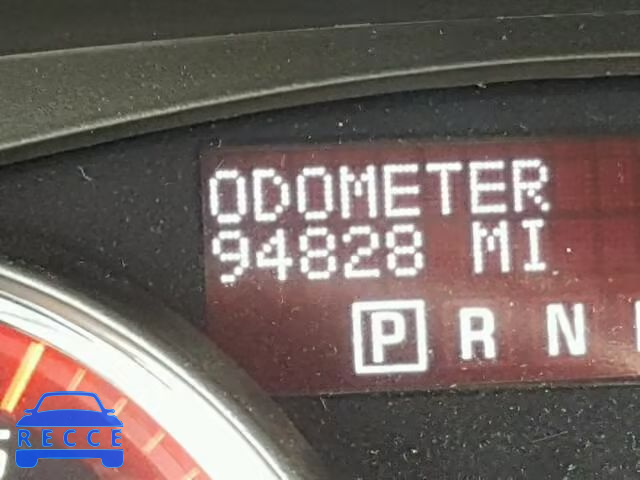 ODOMETER
94828 MI
P R N
RECCE